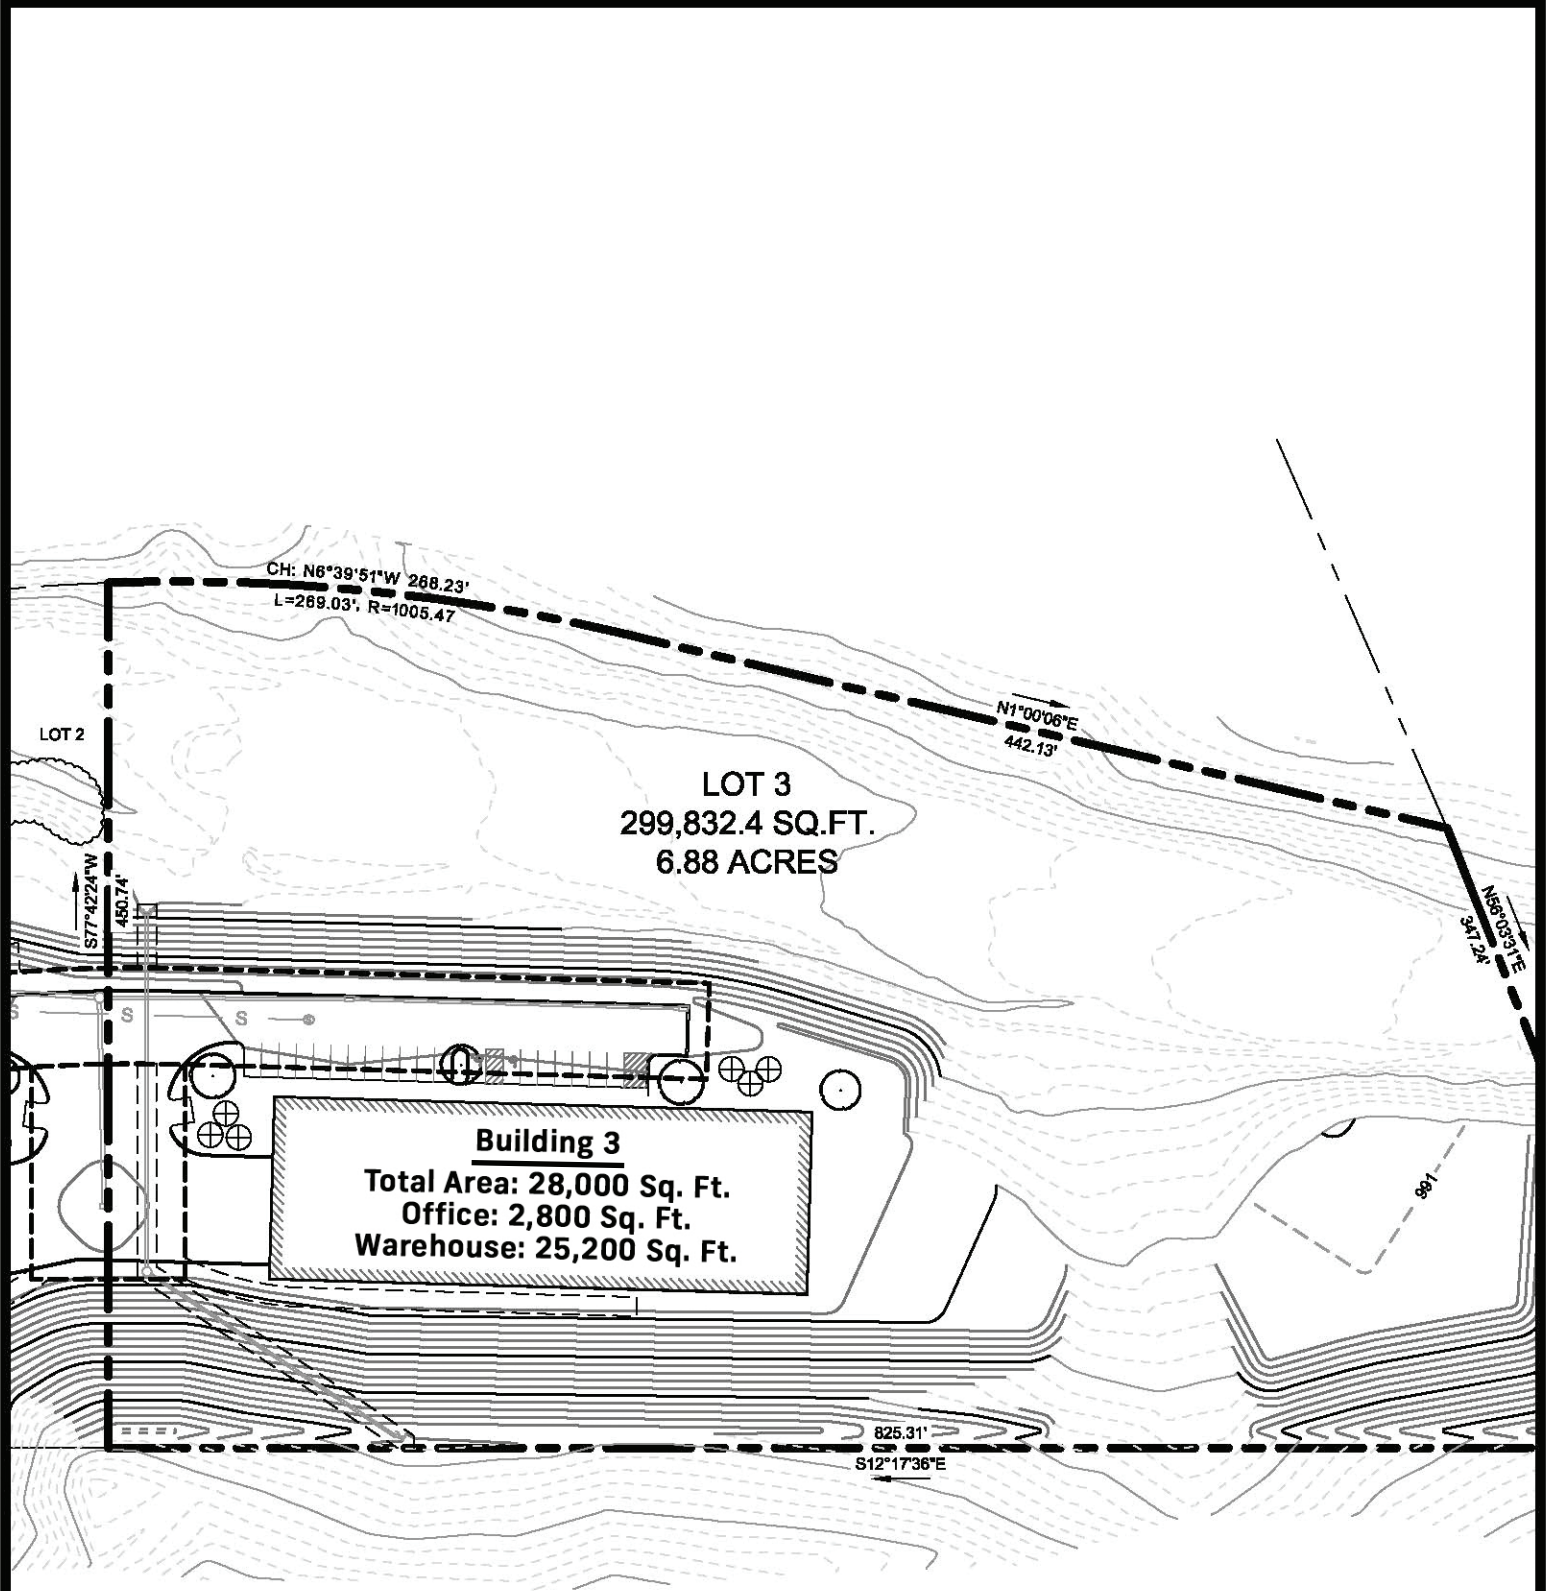 CH: N6°39'51"W 268.23'
L=269.03', R=1005.47
N1°00'06"E
442.13'
LOT 2
LOT 3
299,832.4 SQ.FT.
6.88 ACRES
S77°42'24"W
450.74'
N56°03'31"E
347.24'
S
S
S
Building 3
Total Area: 28,000 Sq. Ft.
Office: 2,800 Sq. Ft.
Warehouse: 25,200 Sq. Ft.
991
825.31'
S12°17'36"E